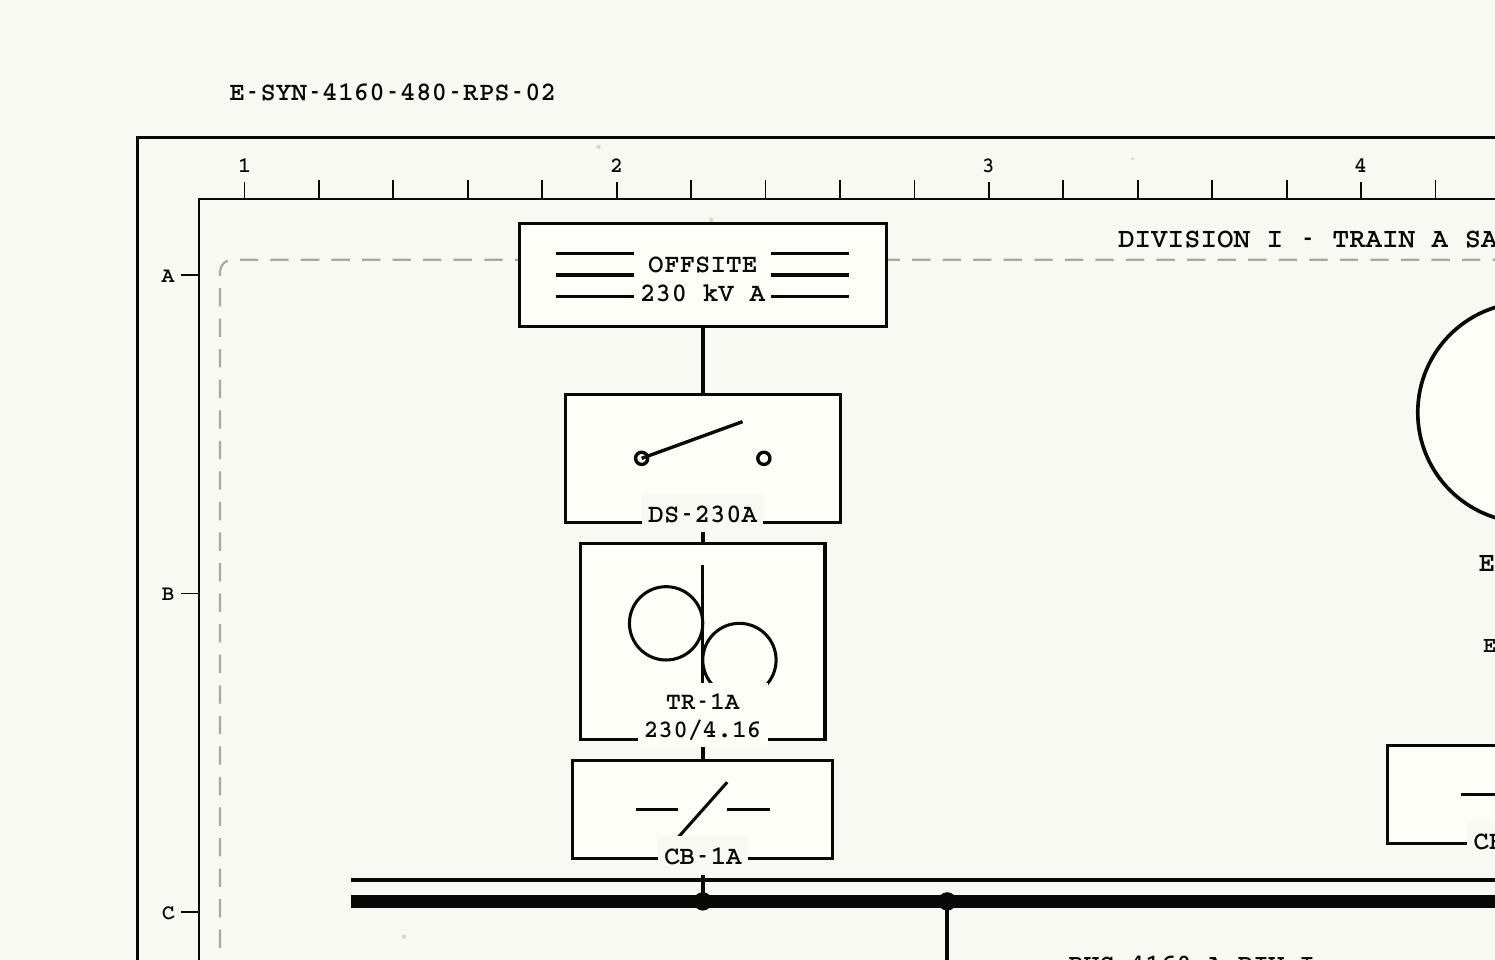 E-SYN-4160-480-RPS-02
1 2 3 4
DIVISION I - TRAIN A
A
OFFSITE
230 kV A
DS-230A
B
TR-1A
230/4.16
CB-1A
C